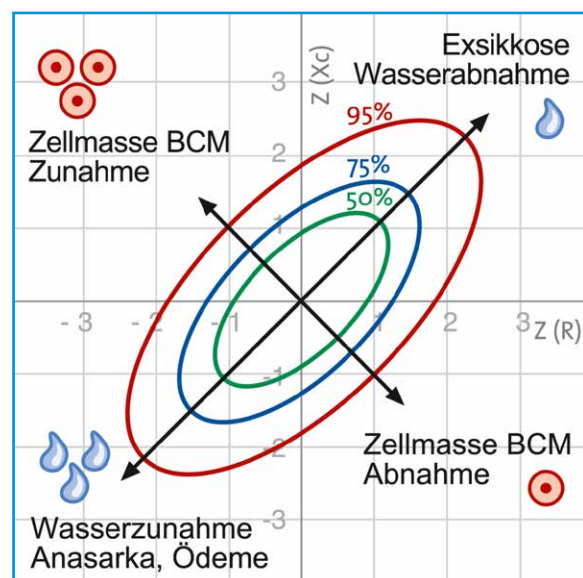 Exsikkose
Wasserabnahme
Z (Xc)
3
95%
Zellmasse BCM
Zunahme
2
75%
50%
1
- 3
- 2
-1
1
2
3
Z (R)
-1
-2
Zellmasse BCM
Abnahme
-3
Wasserzunahme
Anasarka, Ödeme